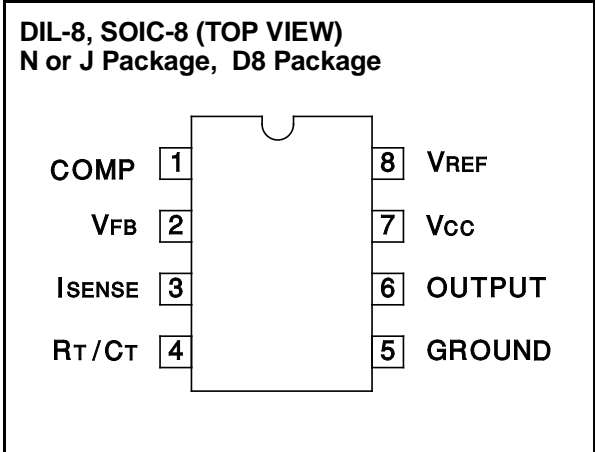 DIL-8, SOIC-8 (TOP VIEW)
N or J Package, D8 Package
COMP 1 8 VREF
VFB 2 7 Vcc
ISENSE 3 6 OUTPUT
RT/CT 4 5 GROUND